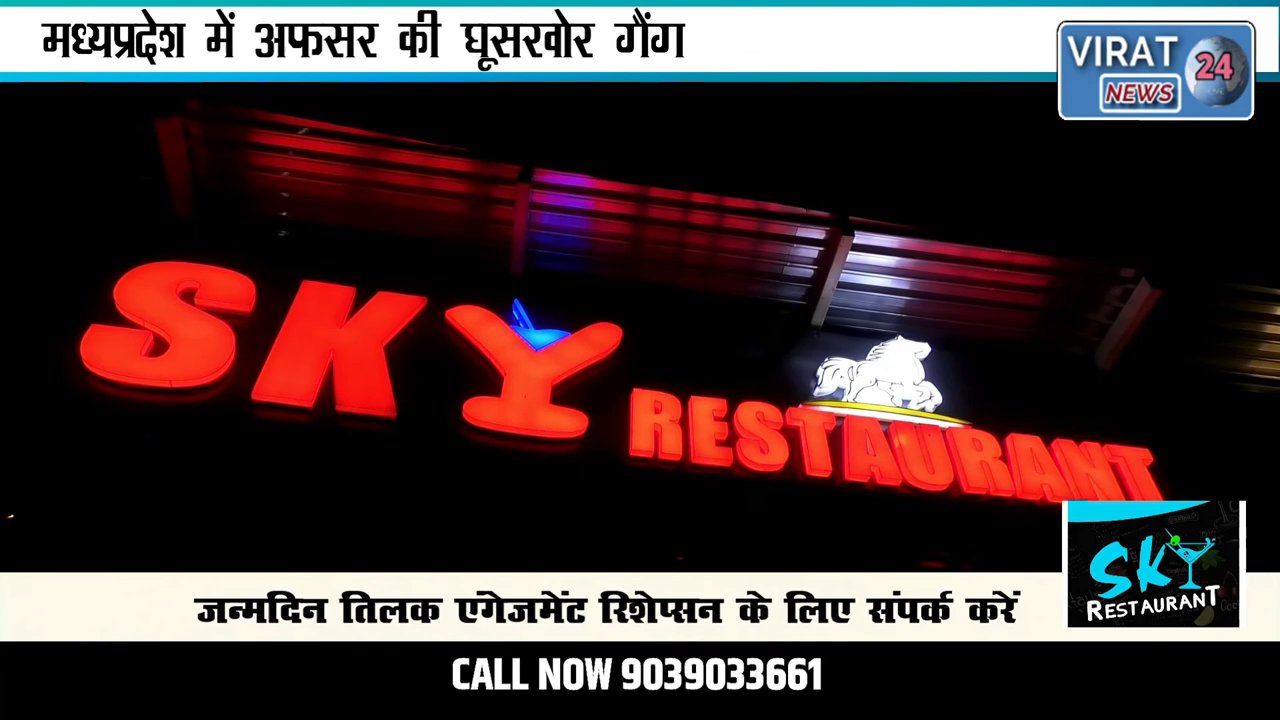 मध्यप्रदेश में अफसर की घूसखोर गैंग
VIRAT
24
NEWS
SKY
RESTAURANT
SKY
RESTAURANT
जन्मदिन तिलक एंगेजमेंट रिशेप्सन के लिए संपर्क करें
CALL NOW 9039033661